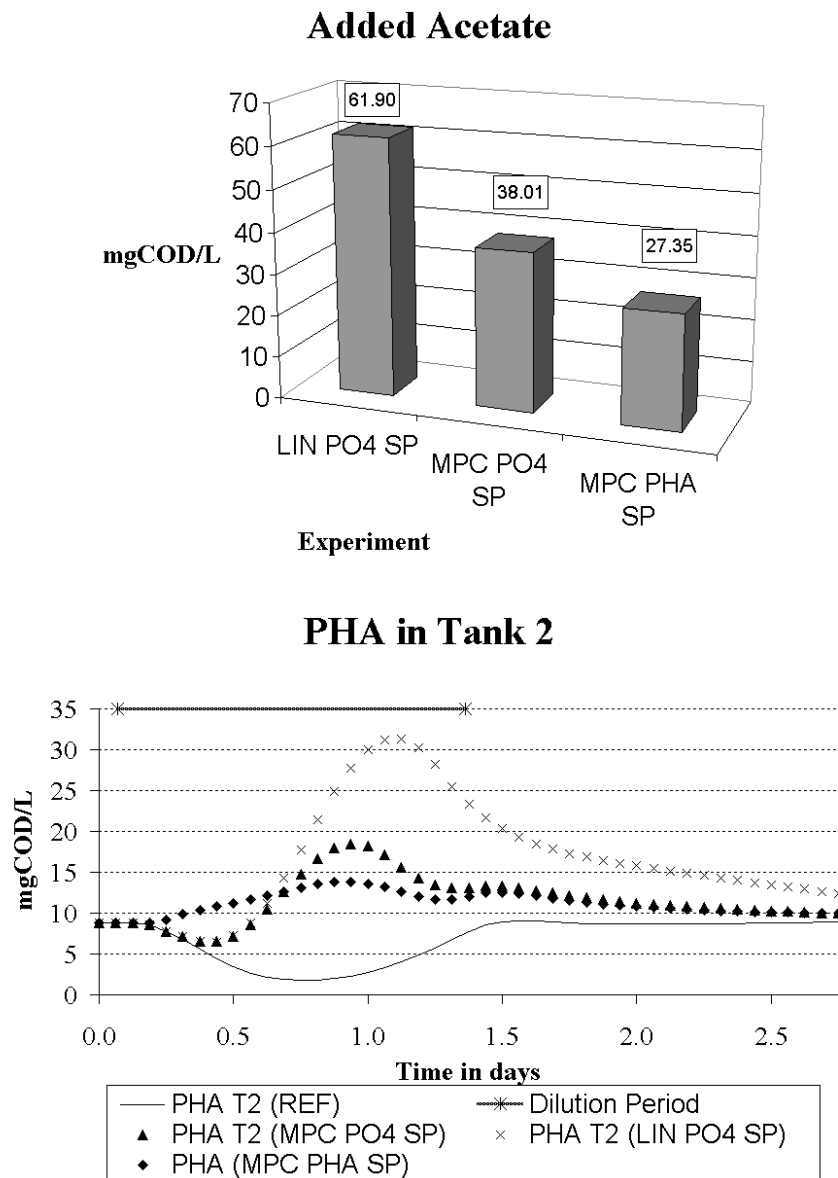 Added Acetate
70
60
50
40
30
20
10
0
mgCOD/L
61.90
38.01
27.35
LIN PO4 SP
MPC PO4 SP
MPC PHA SP
Experiment
PHA in Tank 2
mgCOD/L
35
30
25
20
15
10
5
0
0.0 0.5 1.0 1.5 2.0 2.5
Time in days
PHA T2 (REF)
Dilution Period
PHA T2 (MPC PO4 SP)
PHA T2 (LIN PO4 SP)
PHA (MPC PHA SP)